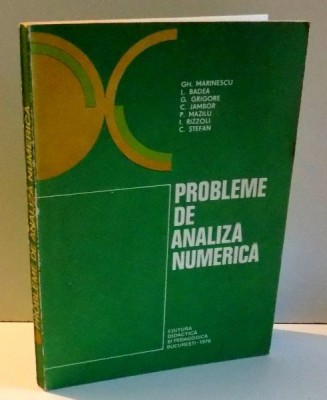 GH. MARINESCU
L. BADEA
G. GRIGORE
C. JAMBOR
P. MAZILU
I. RIZZOLI
C. STEFAN
PROBLEME
DE
ANALIZA
NUMERICA
EDITURA
DIDACTICA
SI PEDAGOGICA
BUCUREȘTI - 1978
PROBLEME DE ANALIZA NUMERICA